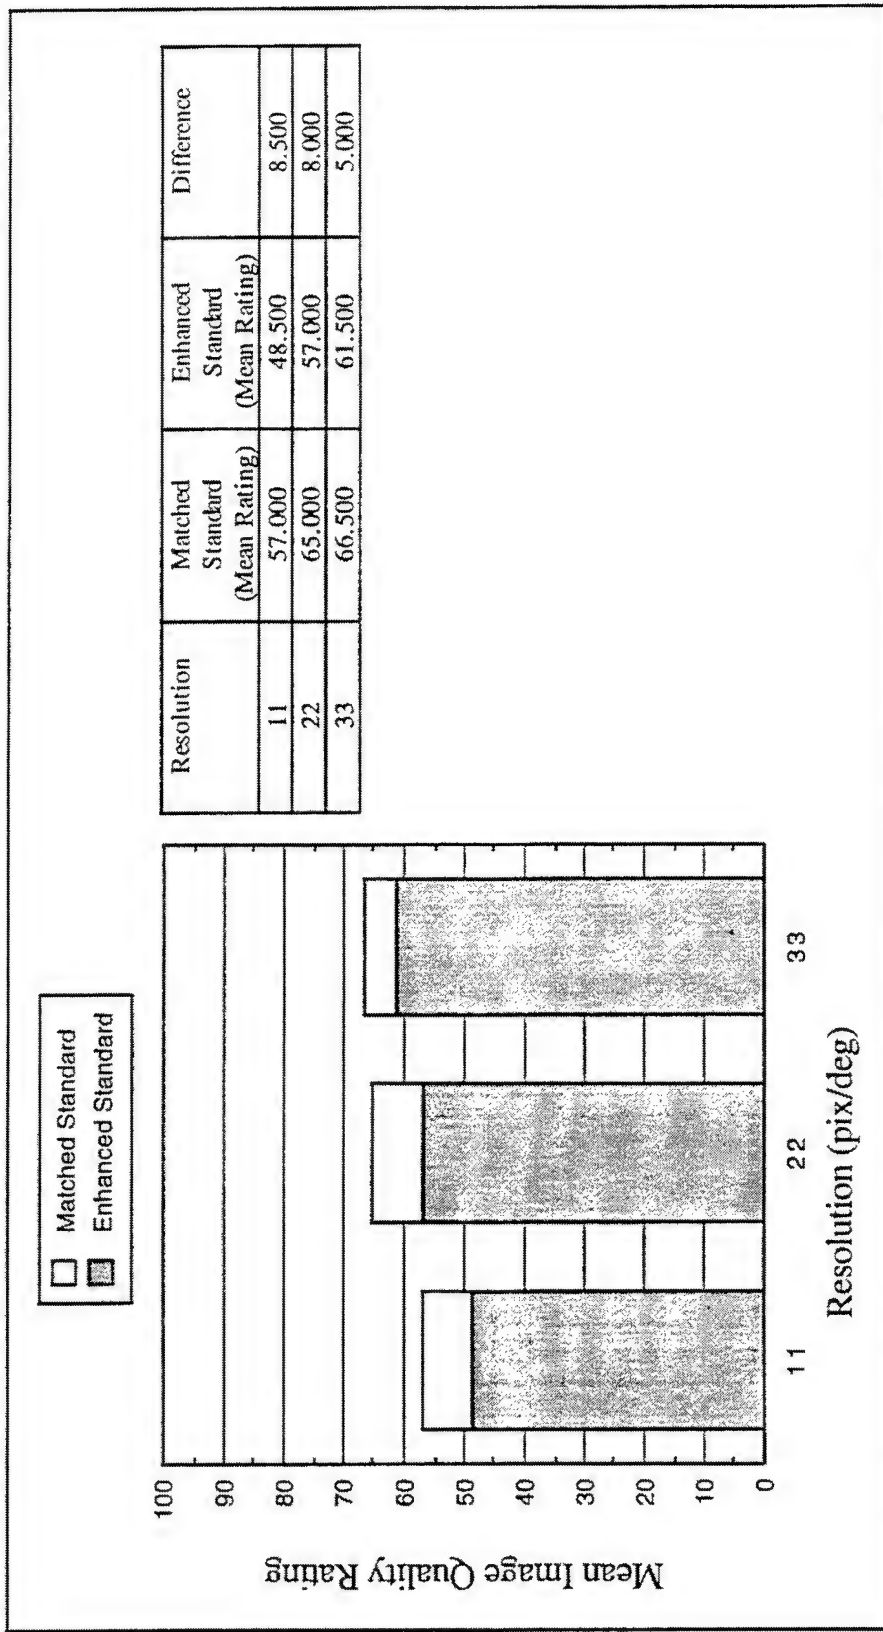 Matched Standard
Enhanced Standard
Mean Image Quality Rating
100
90
80
70
60
50
40
30
20
10
0
11 22 33
Resolution (pix/deg)
Resolution Matched Standard (Mean Rating) Enhanced Standard (Mean Rating) Difference
11 57.000 48.500 8.500
22 65.000 57.000 8.000
33 66.500 61.500 5.000